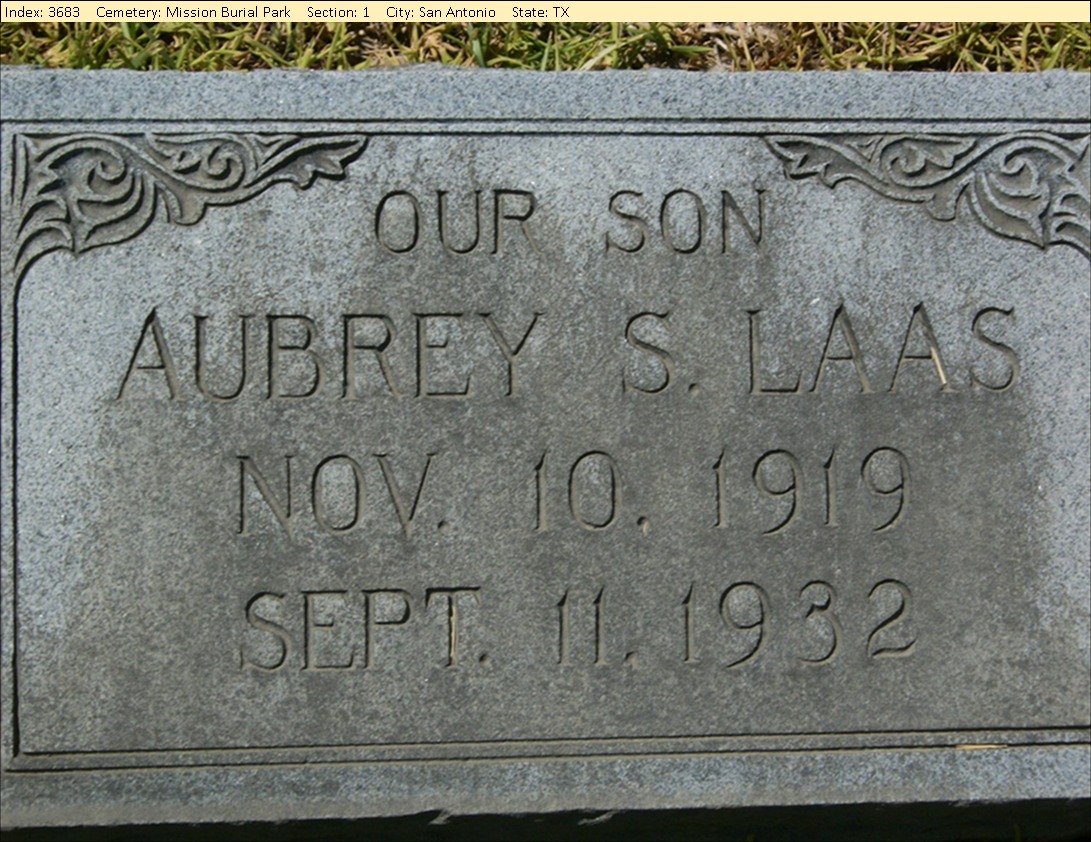 Index: 3683 Cemetery: Mission Burial Park Section: 1 City: San Antonio State: TX
OUR SON
AUBREY S. LAAS
NOV. 10. 1919
SEPT. 11. 1932